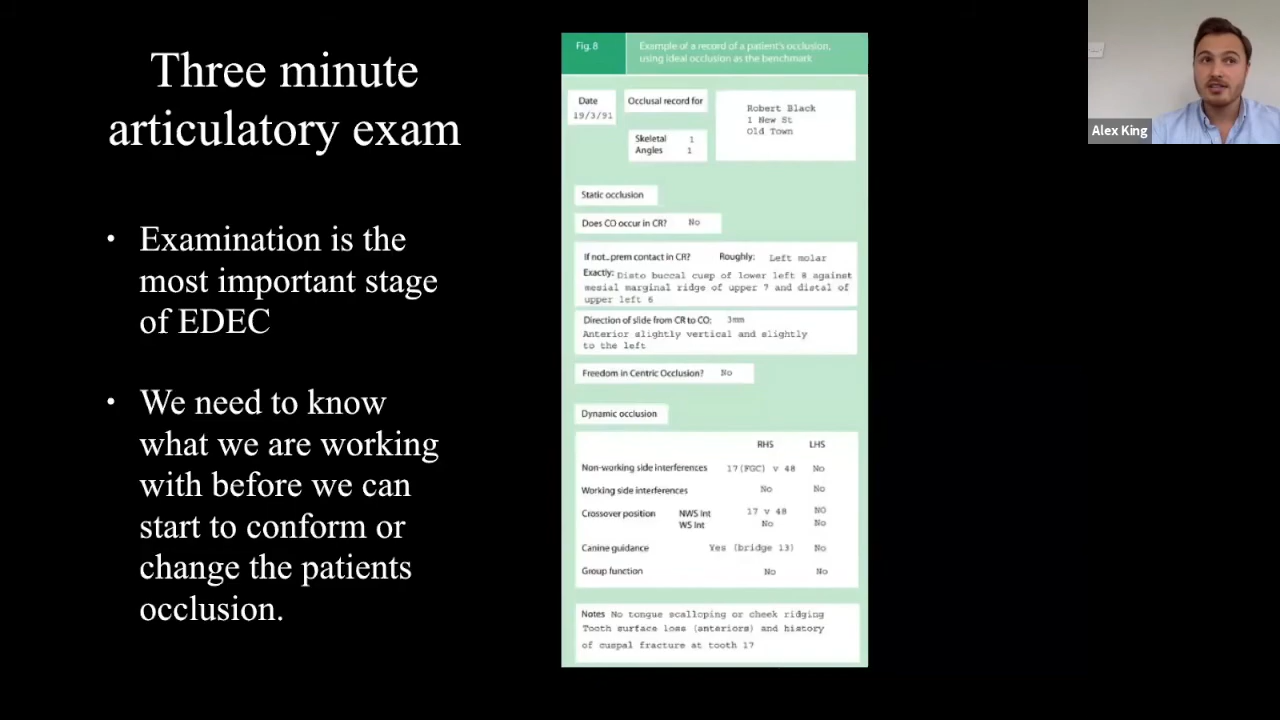 Three minute
articulatory exam
• Examination is the
most important stage
of EDEC
• We need to know
what we are working
with before we can
start to conform or
change the patients
occlusion.
Fig. 8
Example of a record of a patient's occlusion,
using ideal occlusion as the benchmark
Date
19/3/91
Occlusal record for
Robert Black
1 New St
Old Town
Skeletal 1
Angles 1
Static occlusion
Does CO occur in CR? No
If not..prem contact in CR? Roughly: Left molar
Exactly: Disto buccal cusp of lower left 8 against
mesial marginal ridge of upper 7 and distal of
upper left 6
Direction of slide from CR to CO: 3mm
Anterior slightly vertical and slightly
to the left
Freedom in Centric Occlusion? No
Dynamic occlusion
RHS LHS
Non-working side interferences 17(FGC) v 48 No
Working side interferences No No
Crossover position NWS Int 17 v 48 NO
WS Int No No
Canine guidance Yes (bridge 13) No
Group function No No
Notes No tongue scalloping or cheek ridging
Tooth surface loss (anteriors) and history
of cuspal fracture at tooth 17
Alex King